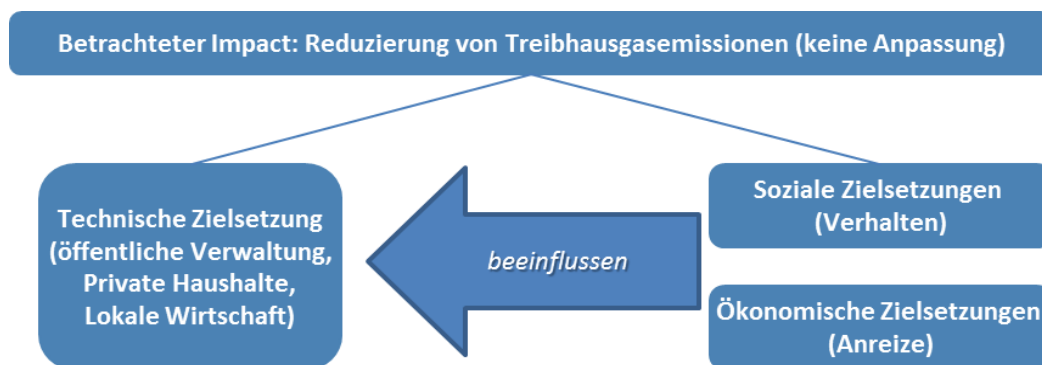 Betrachteter Impact: Reduzierung von Treibhausgasemissionen (keine Anpassung)
Technische Zielsetzung
(öffentliche Verwaltung,
Private Haushalte,
Lokale Wirtschaft)
beeinflussen
Soziale Zielsetzungen
(Verhalten)
Ökonomische Zielsetzungen
(Anreize)